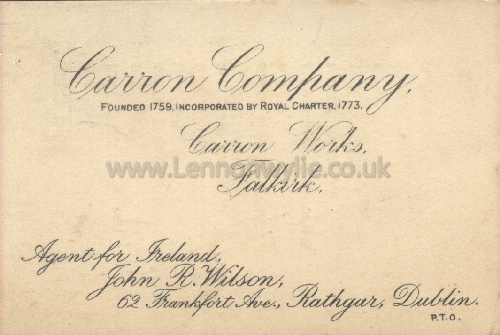 Carron Company.
FOUNDED 1759, INCORPORATED BY ROYAL CHARTER, 1773.
Carron Works,
www.Lennonwylie.co.uk
Falkirk.
Agent for Ireland,
John R. Wilson,
62 Frankfort Ave., Rathgar, Dublin.
P.T.O.